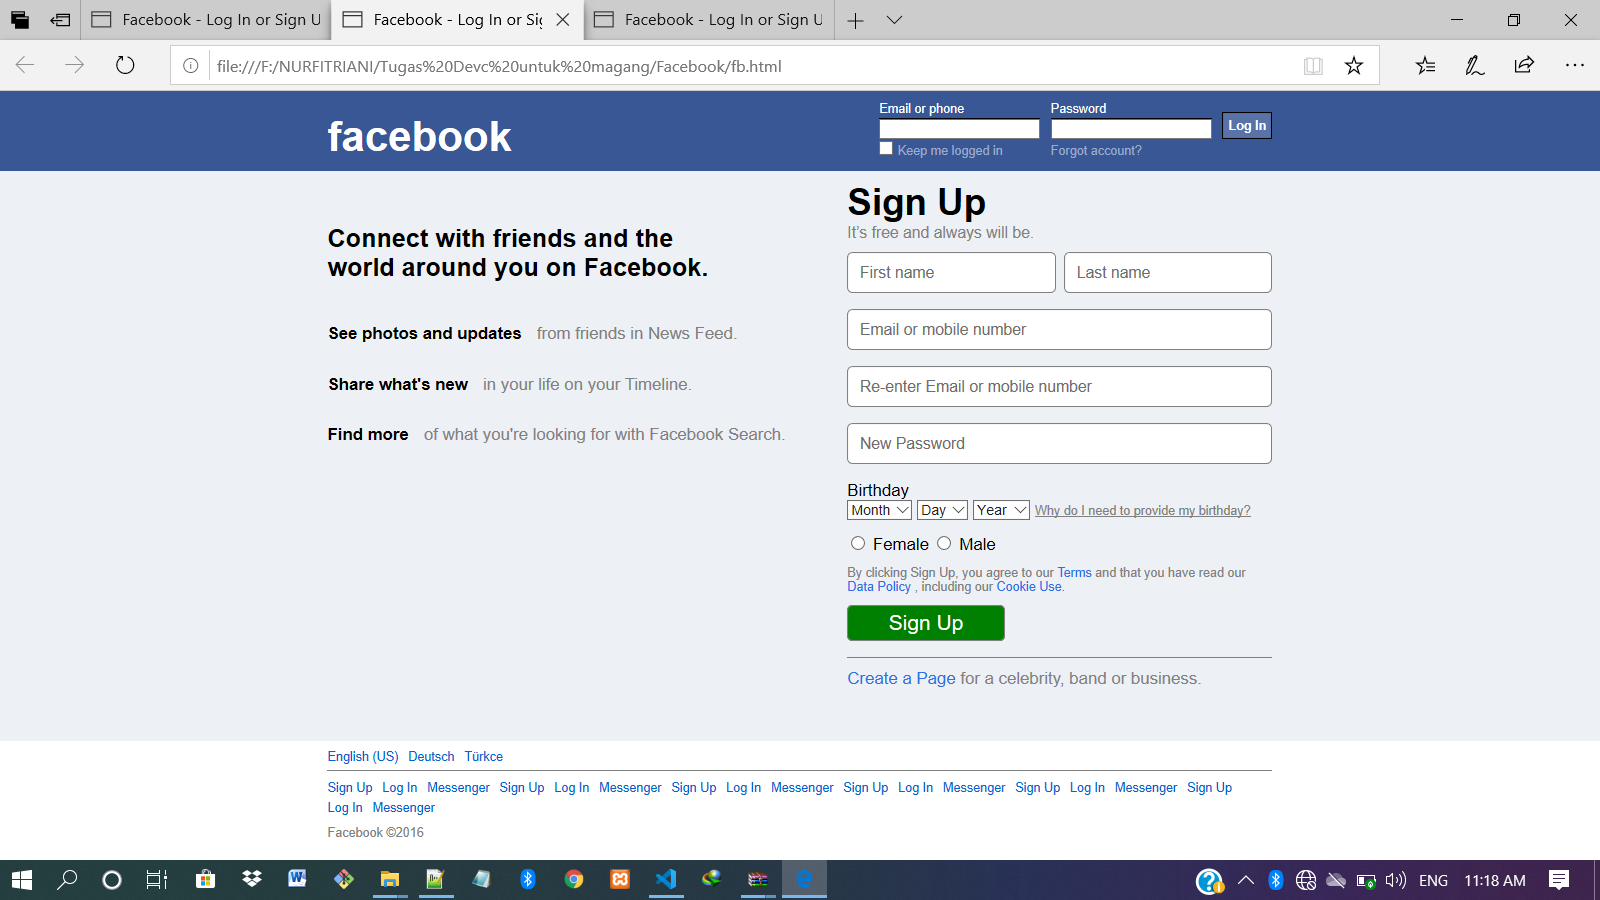 Facebook - Log In or Sign U
Facebook - Log In or Sig
Facebook - Log In or Sign U
file:///F:/NURFITRIANI/Tugas%20Devc%20untuk%20magang/Facebook/fb.html
facebook
Email or phone
Password
Log In
Keep me logged in
Forgot account?
Connect with friends and the
world around you on Facebook.
See photos and updates from friends in News Feed.
Share what's new in your life on your Timeline.
Find more of what you're looking for with Facebook Search.
Sign Up
It's free and always will be.
First name
Last name
Email or mobile number
Re-enter Email or mobile number
New Password
Birthday
Month Day Year Why do I need to provide my birthday?
Female Male
By clicking Sign Up, you agree to our Terms and that you have read our
Data Policy , including our Cookie Use.
Sign Up
Create a Page for a celebrity, band or business.
English (US) Deutsch Türkce
Sign Up Log In Messenger Sign Up Log In Messenger Sign Up Log In Messenger Sign Up Log In Messenger Sign Up Log In Messenger Sign Up
Log In Messenger
Facebook ©2016
ENG 11:18 AM